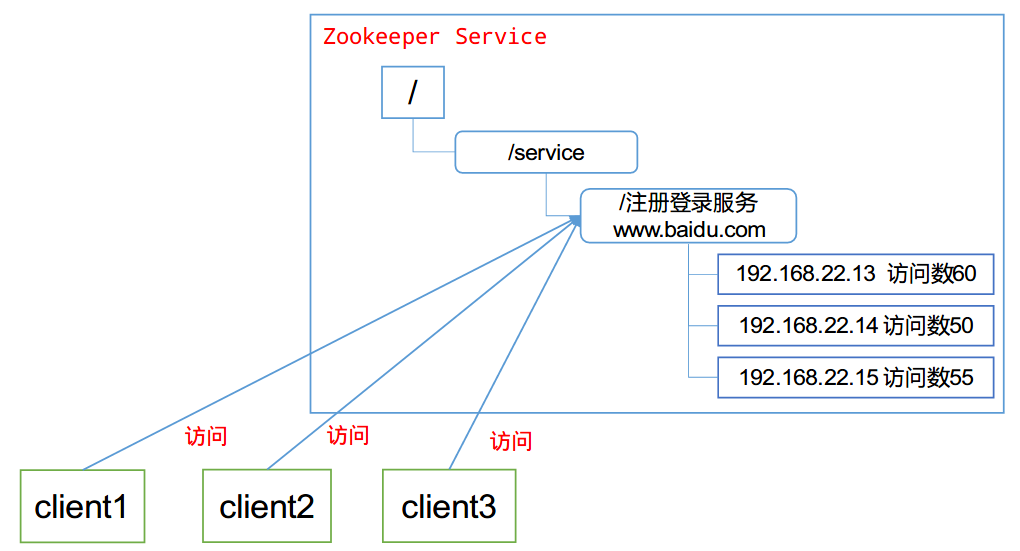 Zookeeper Service
/
/service
/注册登录服务
www.baidu.com
192.168.22.13 访问数60
192.168.22.14 访问数50
192.168.22.15 访问数55
访问
访问
访问
client1
client2
client3